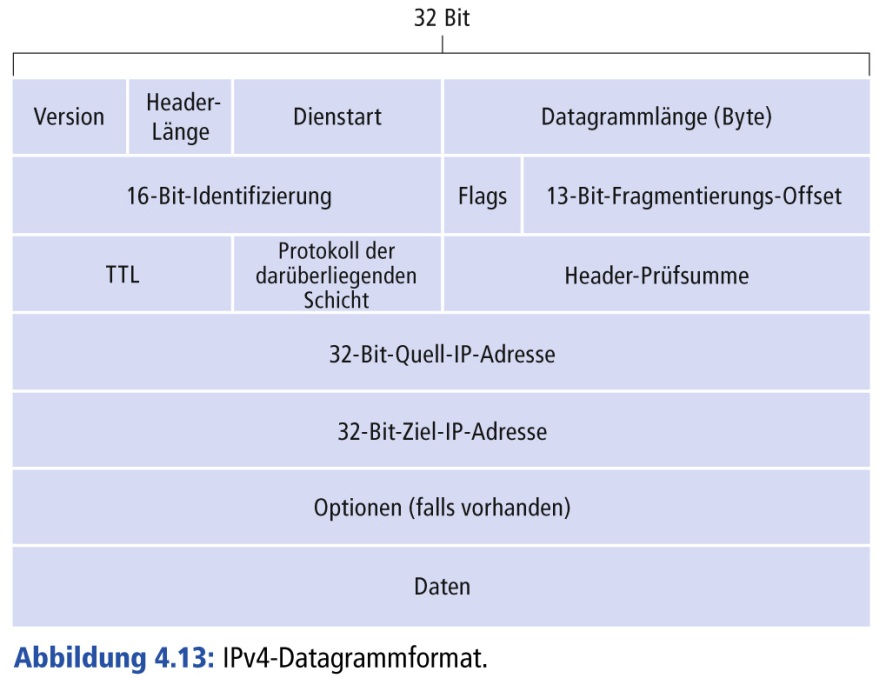 32 Bit
Version
Header-
Länge
Dienstart
Datagrammlänge (Byte)
16-Bit-Identifizierung
Flags
13-Bit-Fragmentierungs-Offset
TTL
Protokoll der
darüberliegenden
Schicht
Header-Prüfsumme
32-Bit-Quell-IP-Adresse
32-Bit-Ziel-IP-Adresse
Optionen (falls vorhanden)
Daten
Abbildung 4.13: IPv4-Datagrammformat.